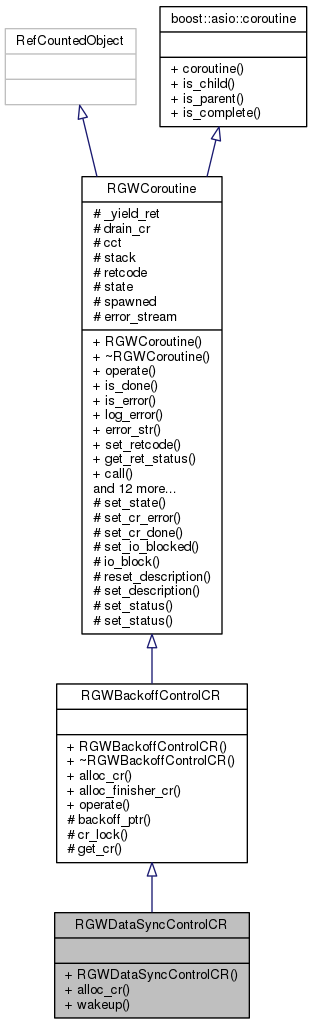 RefCountedObject
boost::asio::coroutine
+ coroutine()
+ is_child()
+ is_parent()
+ is_complete()
RGWCoroutine
# _yield_ret
# drain_cr
# cct
# stack
# retcode
# state
# spawned
# error_stream
+ RGWCoroutine()
+ ~RGWCoroutine()
+ operate()
+ is_done()
+ is_error()
+ log_error()
+ error_str()
+ set_retcode()
+ get_ret_status()
+ call()
and 12 more...
# set_state()
# set_cr_error()
# set_cr_done()
# set_io_blocked()
# io_block()
# reset_description()
# set_description()
# set_status()
# set_status()
RGWBackoffControlCR
+ RGWBackoffControlCR()
+ ~RGWBackoffControlCR()
+ alloc_cr()
+ alloc_finisher_cr()
+ operate()
# backoff_ptr()
# cr_lock()
# get_cr()
RGWDataSyncControlCR
+ RGWDataSyncControlCR()
+ alloc_cr()
+ wakeup()